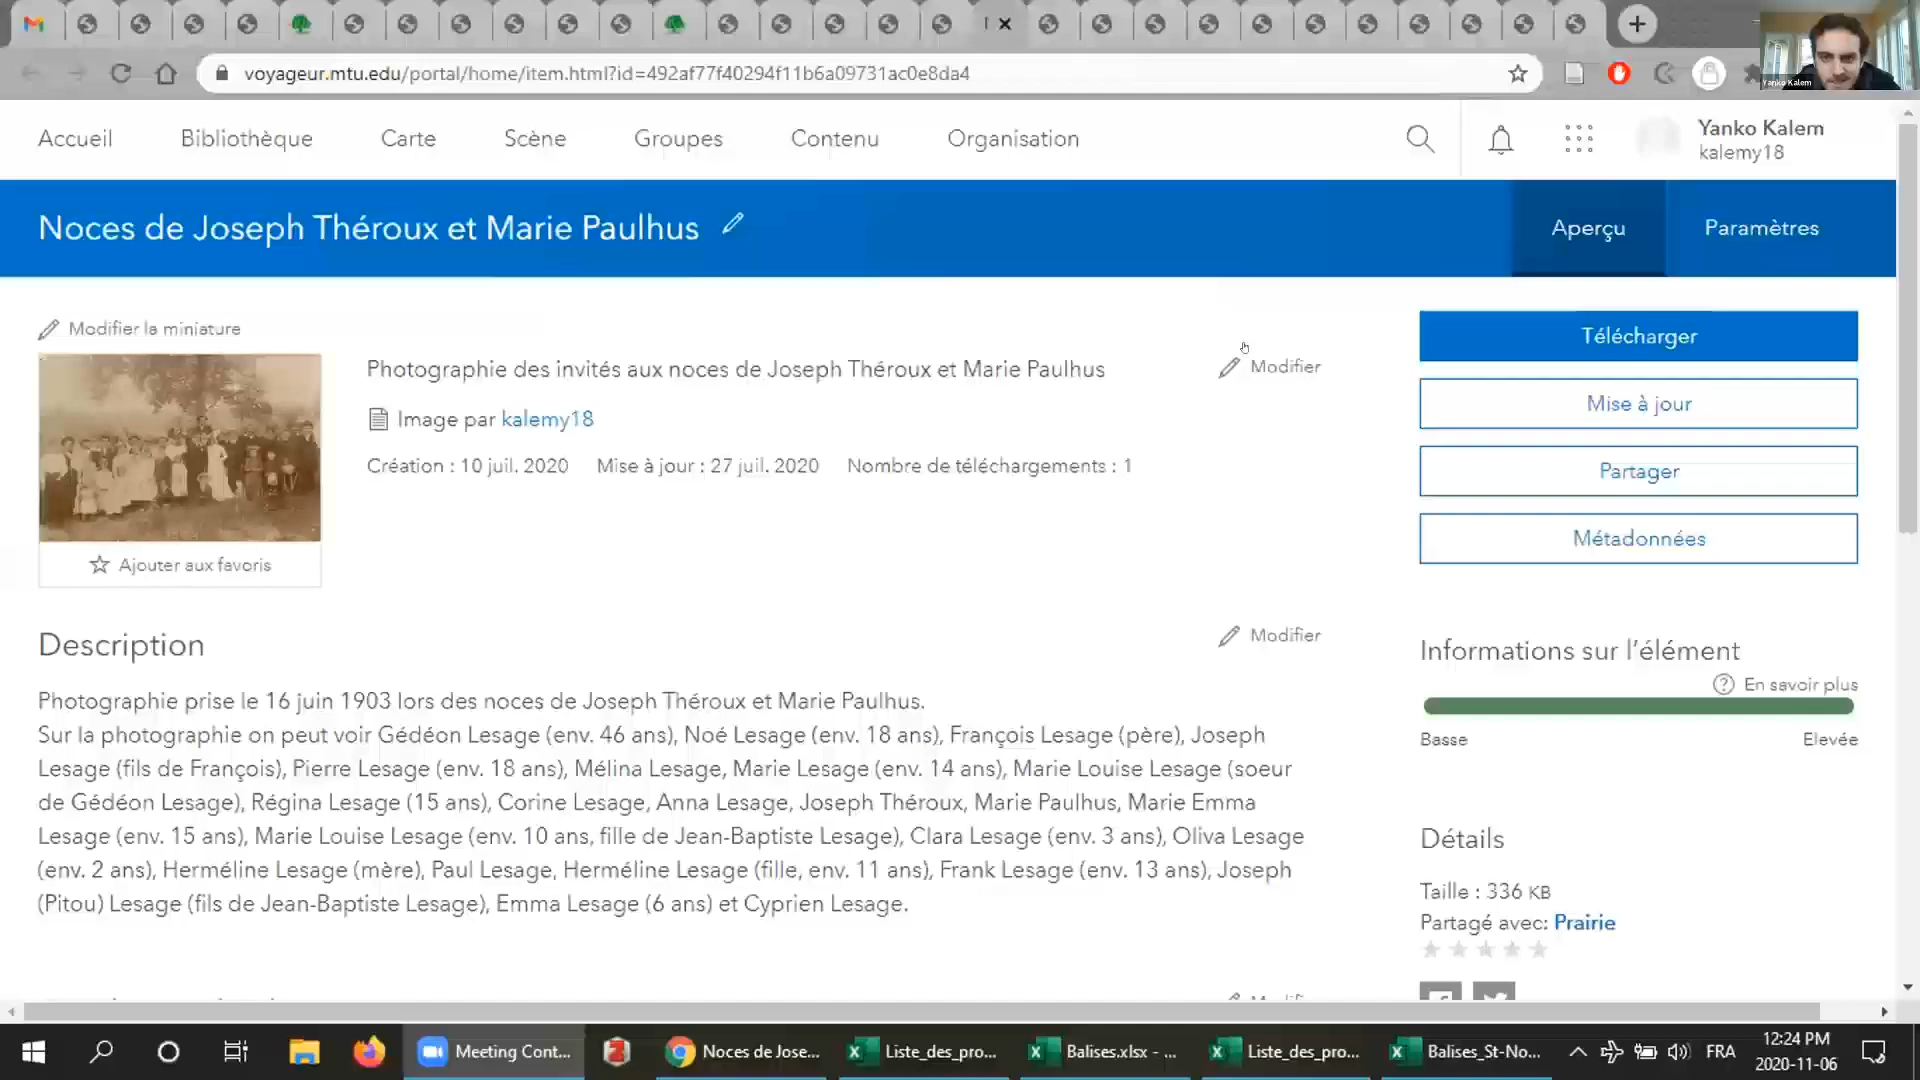 voyageur.mtu.edu/portal/home/item.html?id=492af77f40294f11b6a09731ac0e8da4
Yanko Kalem
Accueil Bibliothèque Carte Scène Groupes Contenu Organisation
Yanko Kalem
kalemy18
Noces de Joseph Théroux et Marie Paulhus
Aperçu Paramètres
Modifier la miniature
Photographie des invités aux noces de Joseph Théroux et Marie Paulhus
Modifier
Image par kalemy18
Création : 10 juil. 2020 Mise à jour : 27 juil. 2020 Nombre de téléchargements : 1
Ajouter aux favoris
Télécharger
Mise à jour
Partager
Métadonnées
Description
Modifier
Photographie prise le 16 juin 1903 lors des noces de Joseph Théroux et Marie Paulhus.
Sur la photographie on peut voir Gédéon Lesage (env. 46 ans), Noé Lesage (env. 18 ans), François Lesage (père), Joseph
Lesage (fils de François), Pierre Lesage (env. 18 ans), Mélina Lesage, Marie Lesage (env. 14 ans), Marie Louise Lesage (soeur
de Gédéon Lesage), Régina Lesage (15 ans), Corine Lesage, Anna Lesage, Joseph Théroux, Marie Paulhus, Marie Emma
Lesage (env. 15 ans), Marie Louise Lesage (env. 10 ans, fille de Jean-Baptiste Lesage), Clara Lesage (env. 3 ans), Oliva Lesage
(env. 2 ans), Herméline Lesage (mère), Paul Lesage, Herméline Lesage (fille, env. 11 ans), Frank Lesage (env. 13 ans), Joseph
(Pitou) Lesage (fils de Jean-Baptiste Lesage), Emma Lesage (6 ans) et Cyprien Lesage.
Informations sur l'élément
En savoir plus
Basse Elevée
Détails
Taille : 336 KB
Partagé avec: Prairie
Meeting Cont... Noces de Jose... Liste_des_pro... Balises.xlsx - ... Liste_des_pro... Balises_St-No...
FRA
12:24 PM
2020-11-06